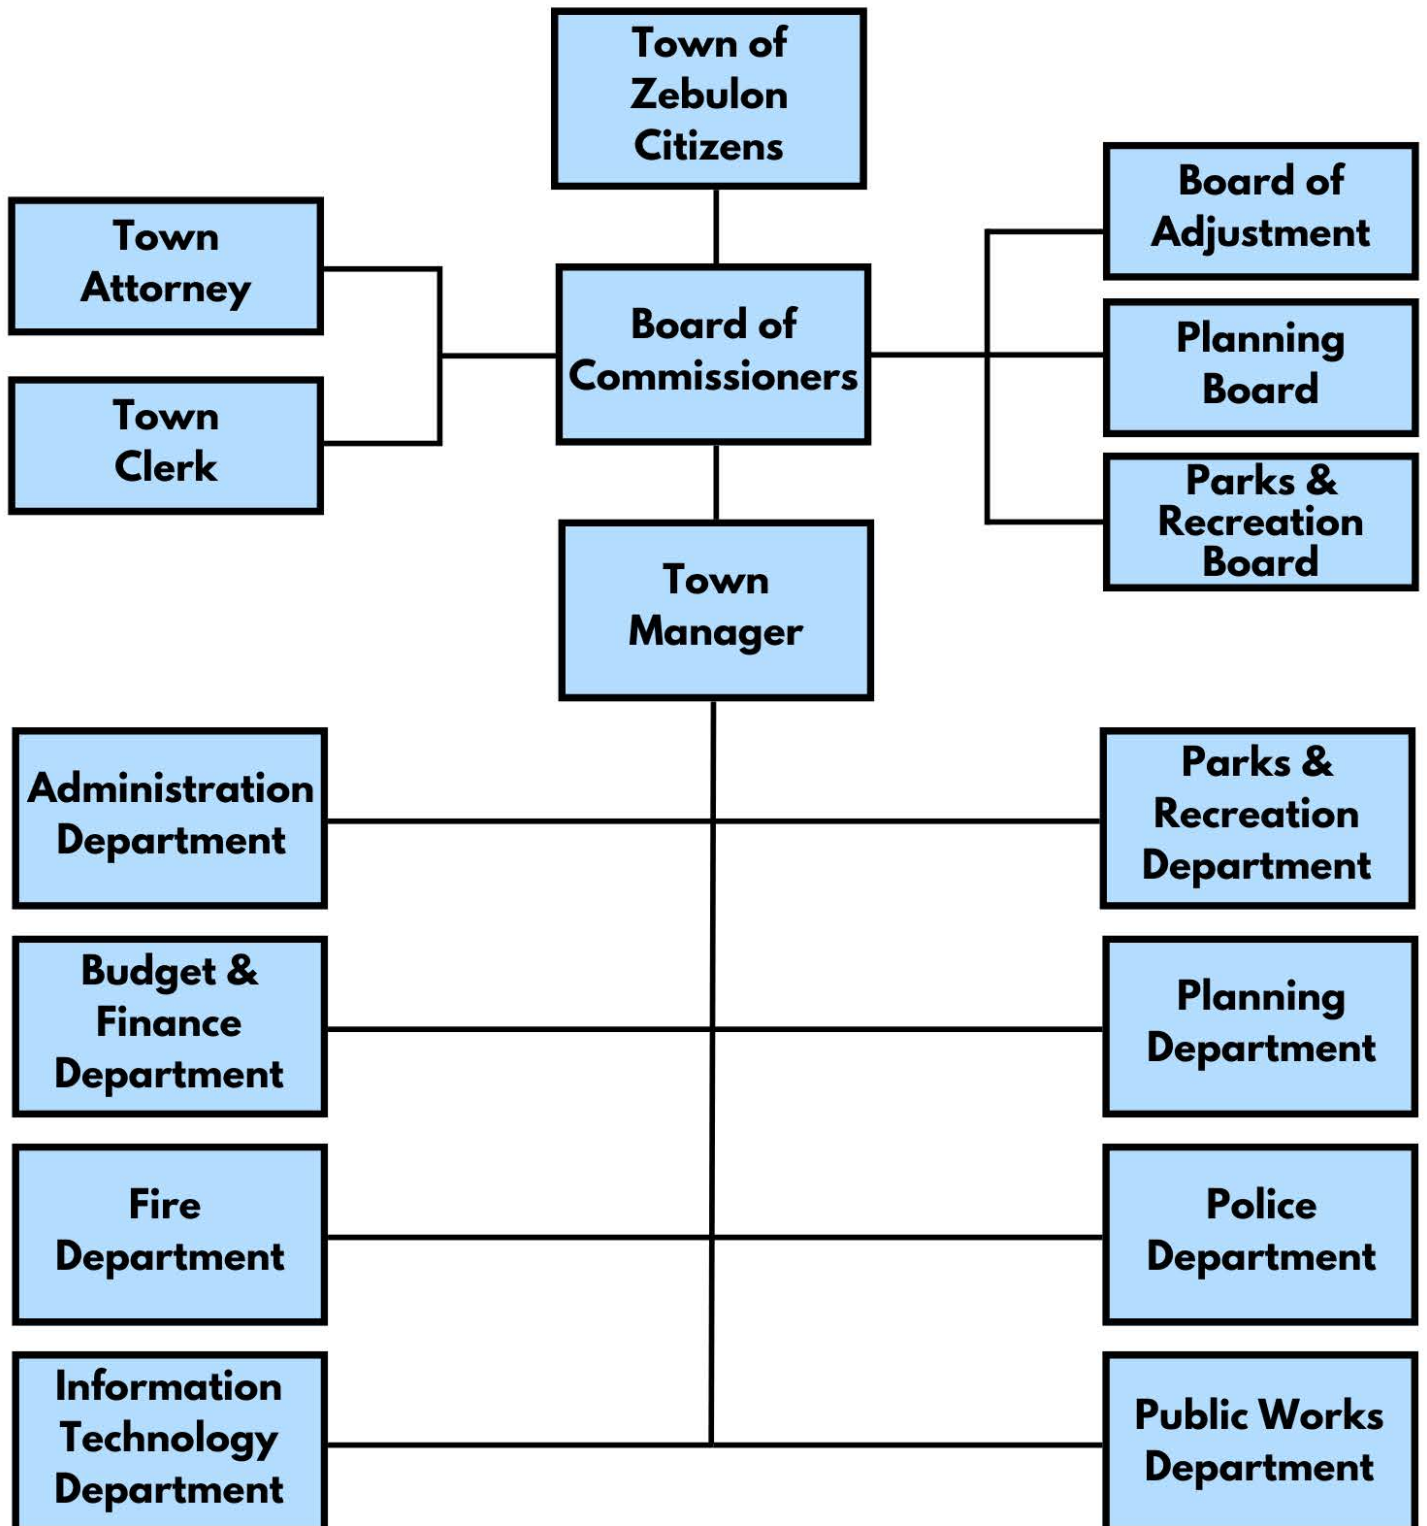 Town of
Zebulon
Citizens
Town
Attorney
Town
Clerk
Board of
Commissioners
Board of
Adjustment
Planning
Board
Parks &
Recreation
Board
Town
Manager
Administration
Department
Parks &
Recreation
Department
Budget &
Finance
Department
Planning
Department
Fire
Department
Police
Department
Information
Technology
Department
Public Works
Department